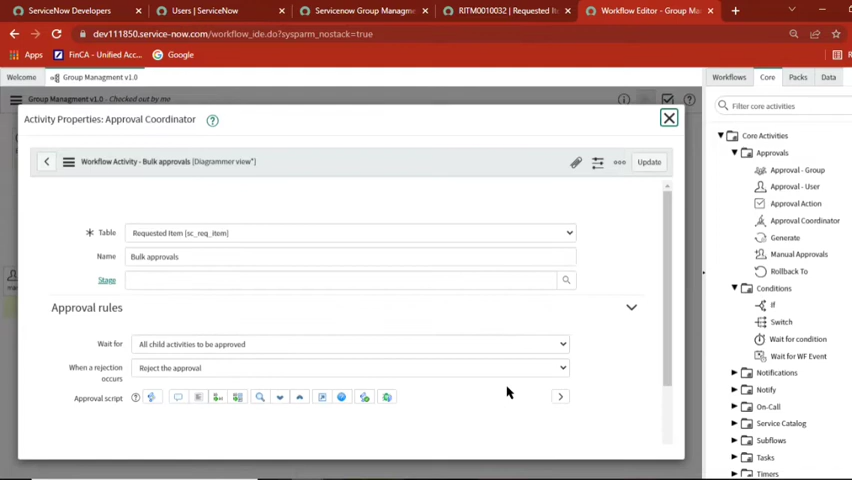 ServiceNow Developers
Users | ServiceNow
Servicenow Group Managme
RITM0010032 | Requested Item
Workflow Editor - Group Ma
dev111850.service-now.com/workflow_ide.do?sysparm_nostack=true
Apps
FinCA - Unified Acc...
Google
Welcome
Group Managment v1.0
Workflows
Core
Packs
Data
Group Managment v1.0 - Checked out by me
Filter core activities
Activity Properties: Approval Coordinator
Core Activities
Approvals
Workflow Activity - Bulk approvals [Diagrammer view*]
Update
Approval - Group
Approval - User
Approval Action
Approval Coordinator
Table
Requested Item [sc_req_item]
Generate
Name
Bulk approvals
Manual Approvals
Rollback To
Stage
Conditions
Approval rules
If
Switch
Wait for
All child activities to be approved
Wait for condition
Wait for WF Event
When a rejection occurs
Reject the approval
Notifications
Notify
Approval script
On-Call
Service Catalog
Subflows
Tasks
Timers